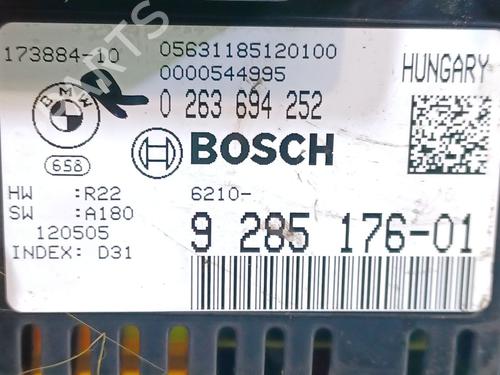 173884-10
05631185120100
0000544995
HUNGARY
BMW
0 263 694 252
BOSCH
658
HW :R22
6210-
SW :A180
9 285 176-01
120505
INDEX: D31